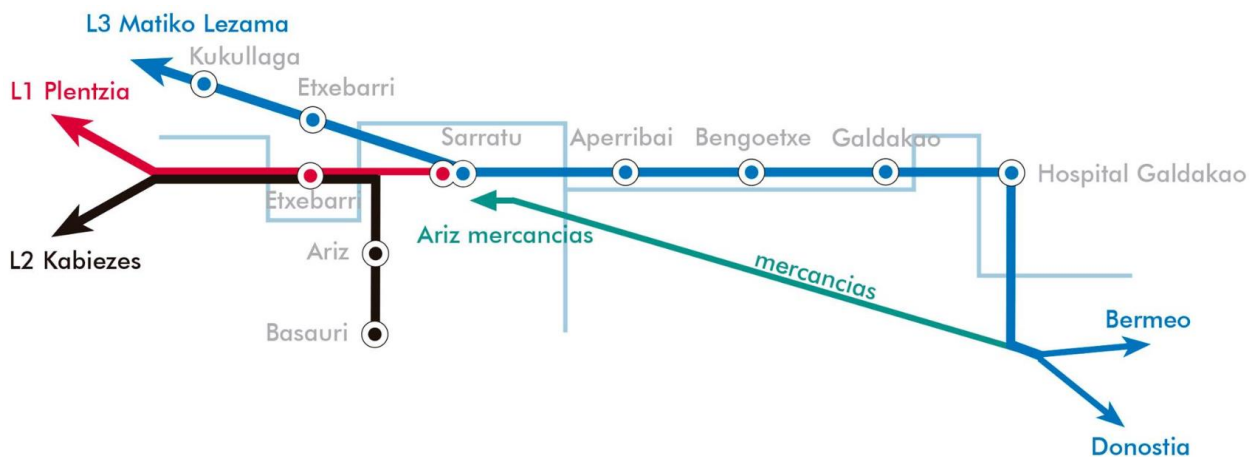 L3 Matiko Lezama
Kukullaga
L1 Plentzia
Etxebarri
Sarratu
Aperribai
Bengoetxe
Galdakao
Hospital Galdakao
Etxebarri
Ariz mercancias
L2 Kabiezes
Ariz
mercancias
Basauri
Bermeo
Donostia